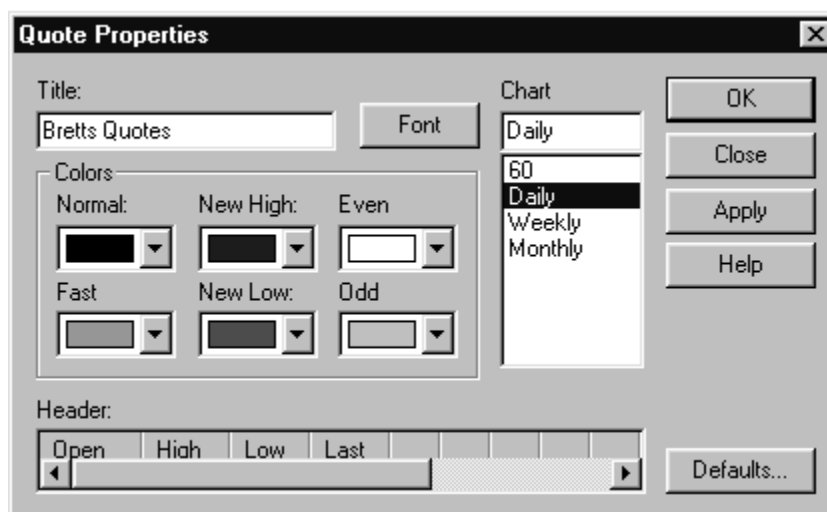 Quote Properties
Title:
Bretts Quotes
Font
Chart
Daily
60
Daily
Weekly
Monthly
OK
Close
Apply
Help
Colors
Normal: New High: Even
Fast New Low: Odd
Header:
Open High Low Last
Defaults...